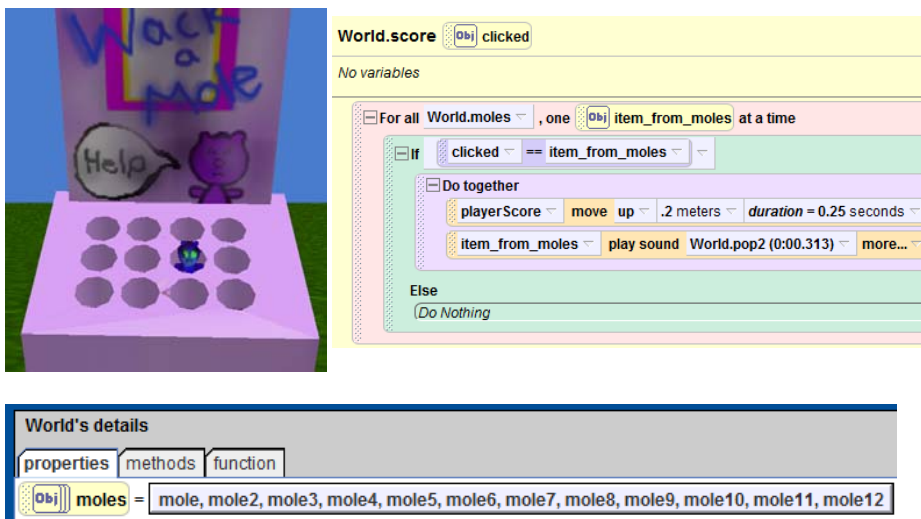 Wack
a
Mole
Help
World.score Obj clicked
No variables
For all World.moles , one Obj item_from_moles at a time
If clicked == item_from_moles
Do together
playerScore move up .2 meters duration = 0.25 seconds
item_from_moles play sound World.pop2 (0:00.313) more...
Else
Do Nothing
World's details
properties methods function
Obj moles = mole, mole2, mole3, mole4, mole5, mole6, mole7, mole8, mole9, mole10, mole11, mole12